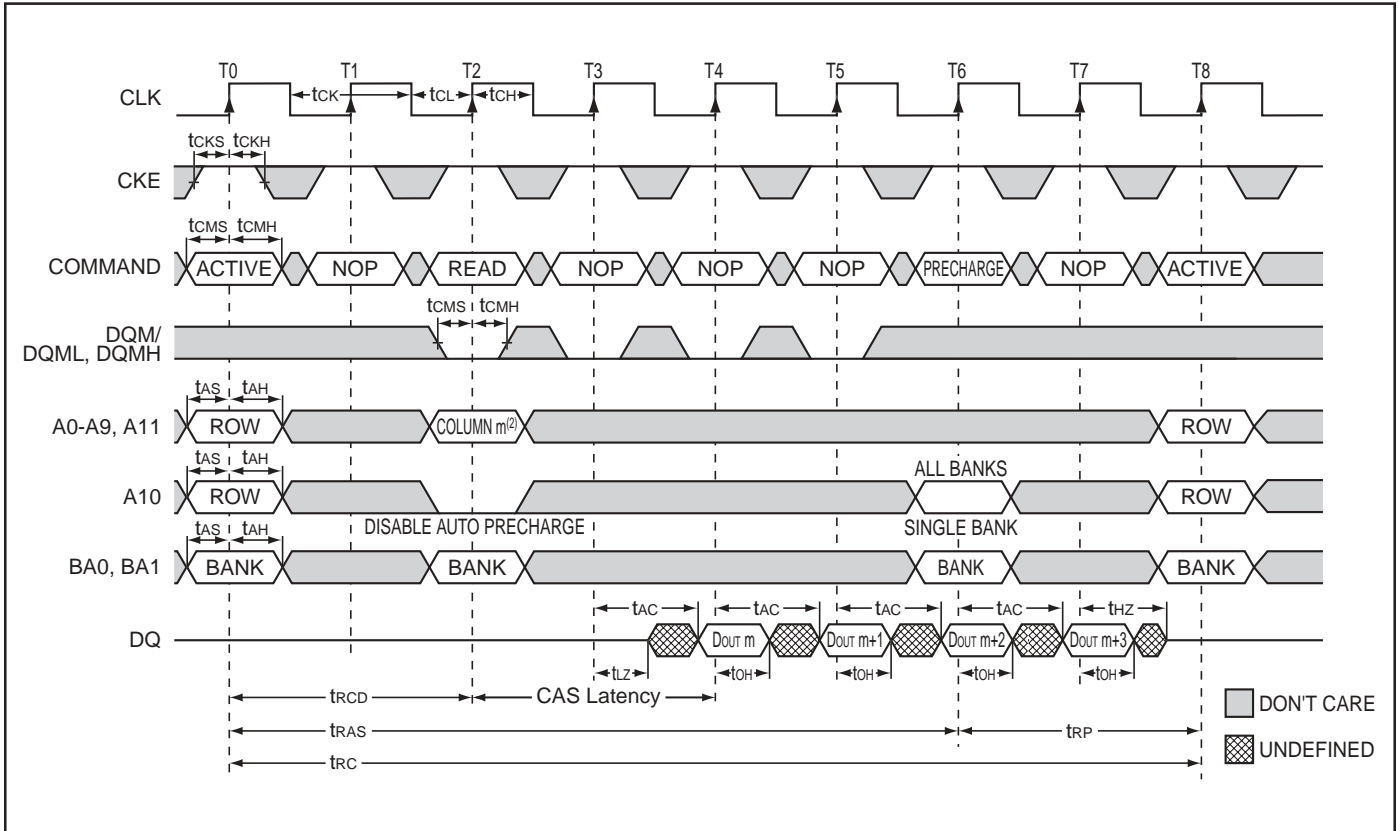 T0 T1 T2 T3 T4 T5 T6 T7 T8
CLK tCK tCL tCH
tCKS tCKH
CKE
tCMS tCMH
COMMAND ACTIVE NOP READ NOP NOP NOP PRECHARGE NOP ACTIVE
tCMS tCMH
DQM/
DQML, DQMH
tAS tAH
A0-A9, A11 ROW COLUMN m(2) ROW
tAS tAH ALL BANKS
A10 ROW ROW
DISABLE AUTO PRECHARGE SINGLE BANK
tAS tAH
BA0, BA1 BANK BANK BANK BANK
tAC tAC tAC tAC tHZ
DQ DOUT m DOUT m+1 DOUT m+2 DOUT m+3
tLZ tOH tOH tOH tOH
tRCD CAS Latency
DON'T CARE
tRAS tRP
UNDEFINED
tRC